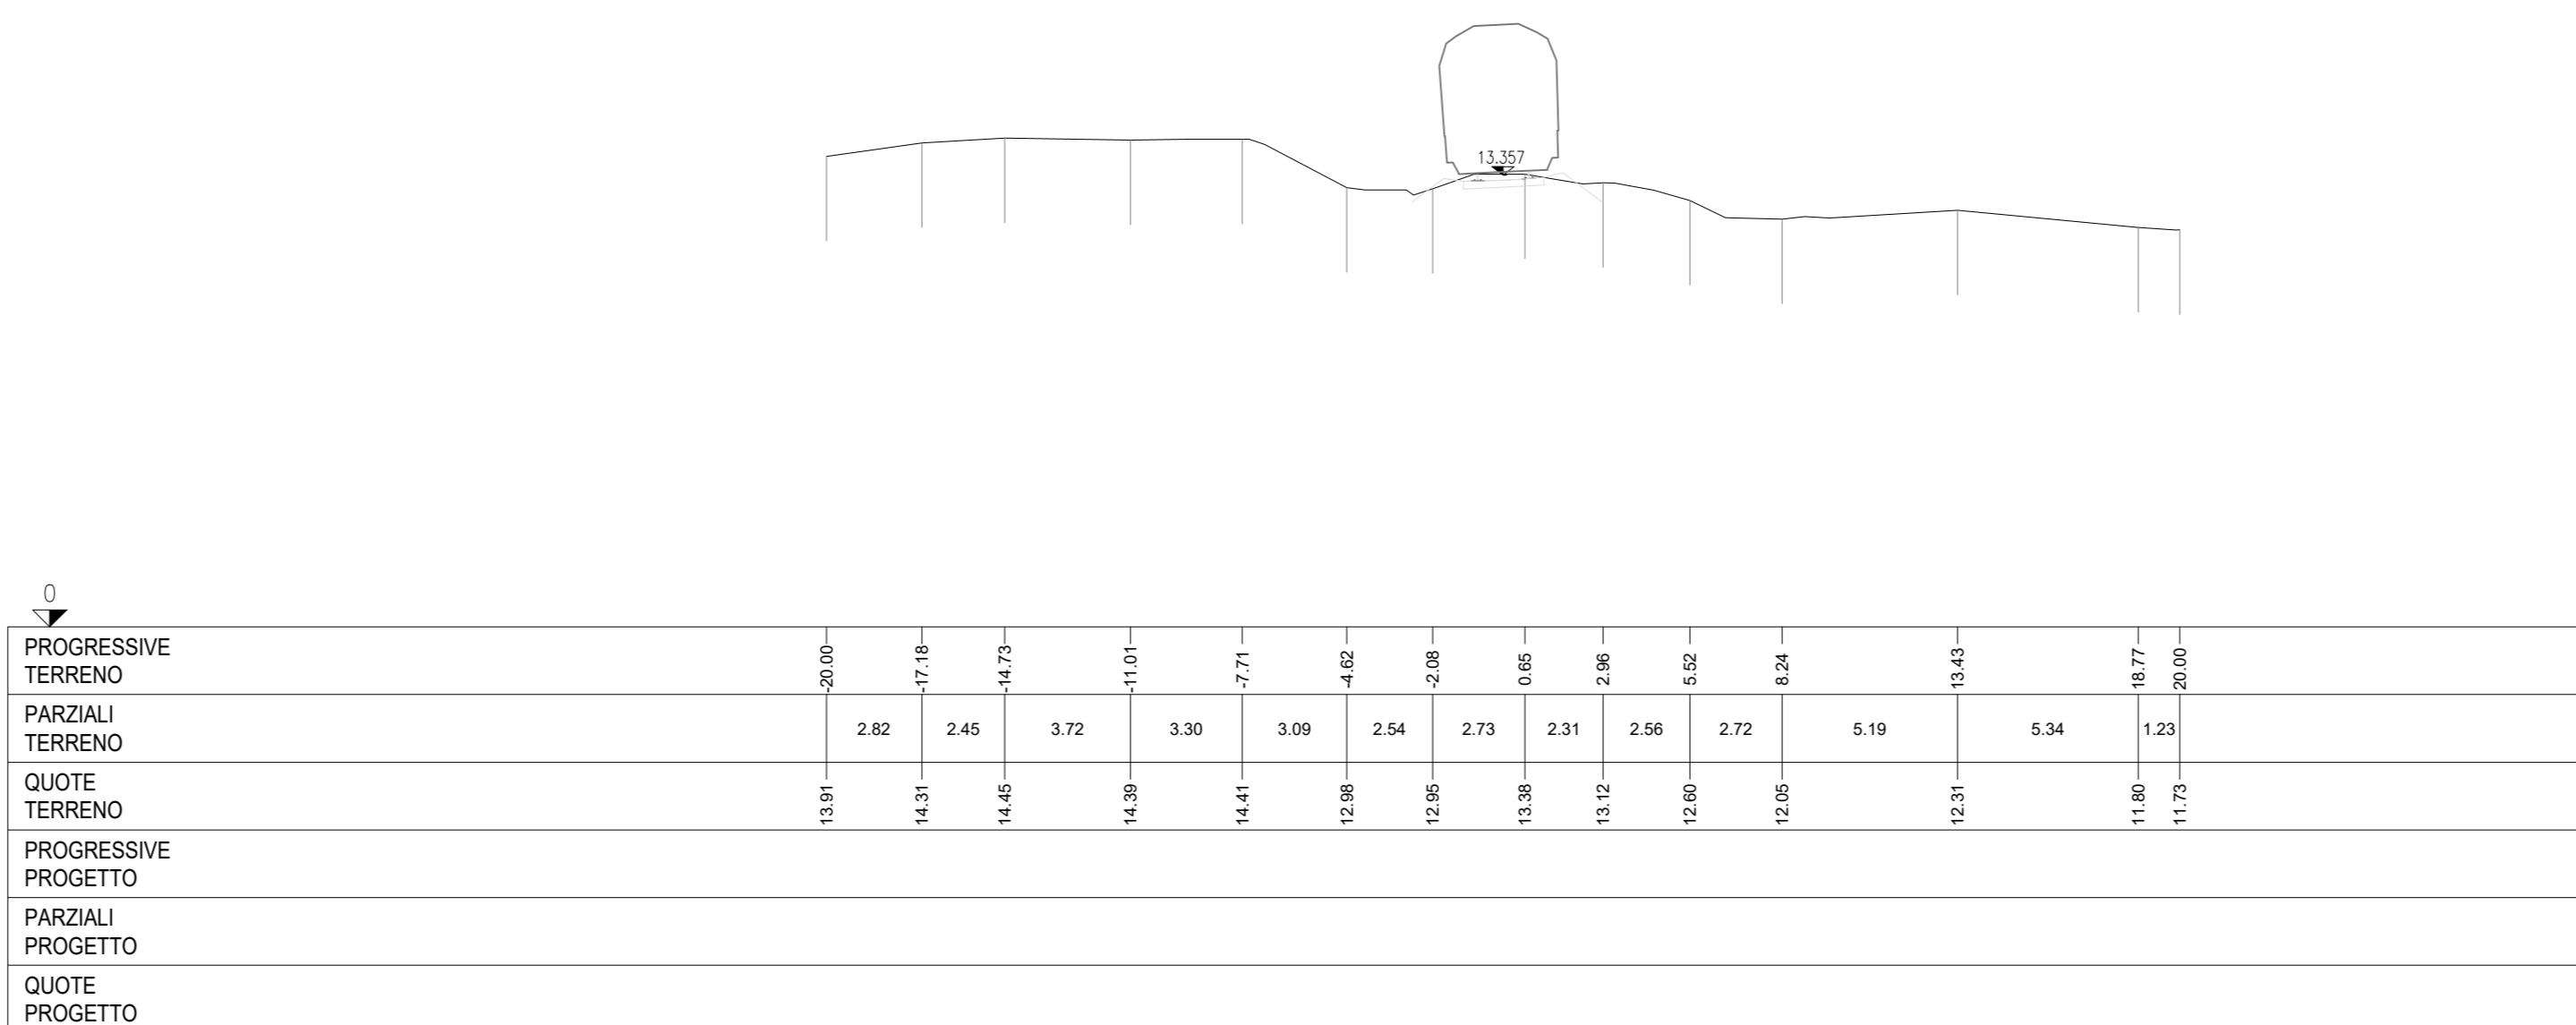 13.357
0
PROGRESSIVE
TERRENO
-20.00 -17.18 -14.73 -11.01 -7.71 -4.62 -2.08 0.65 2.96 5.52 8.24 13.43 18.77 20.00
PARZIALI
TERRENO
2.82 2.45 3.72 3.30 3.09 2.54 2.73 2.31 2.56 2.72 5.19 5.34 1.23
QUOTE
TERRENO
13.91 14.31 14.45 14.39 14.41 12.98 12.95 13.38 13.12 12.60 12.05 12.31 11.80 11.73
PROGRESSIVE
PROGETTO
PARZIALI
PROGETTO
QUOTE
PROGETTO